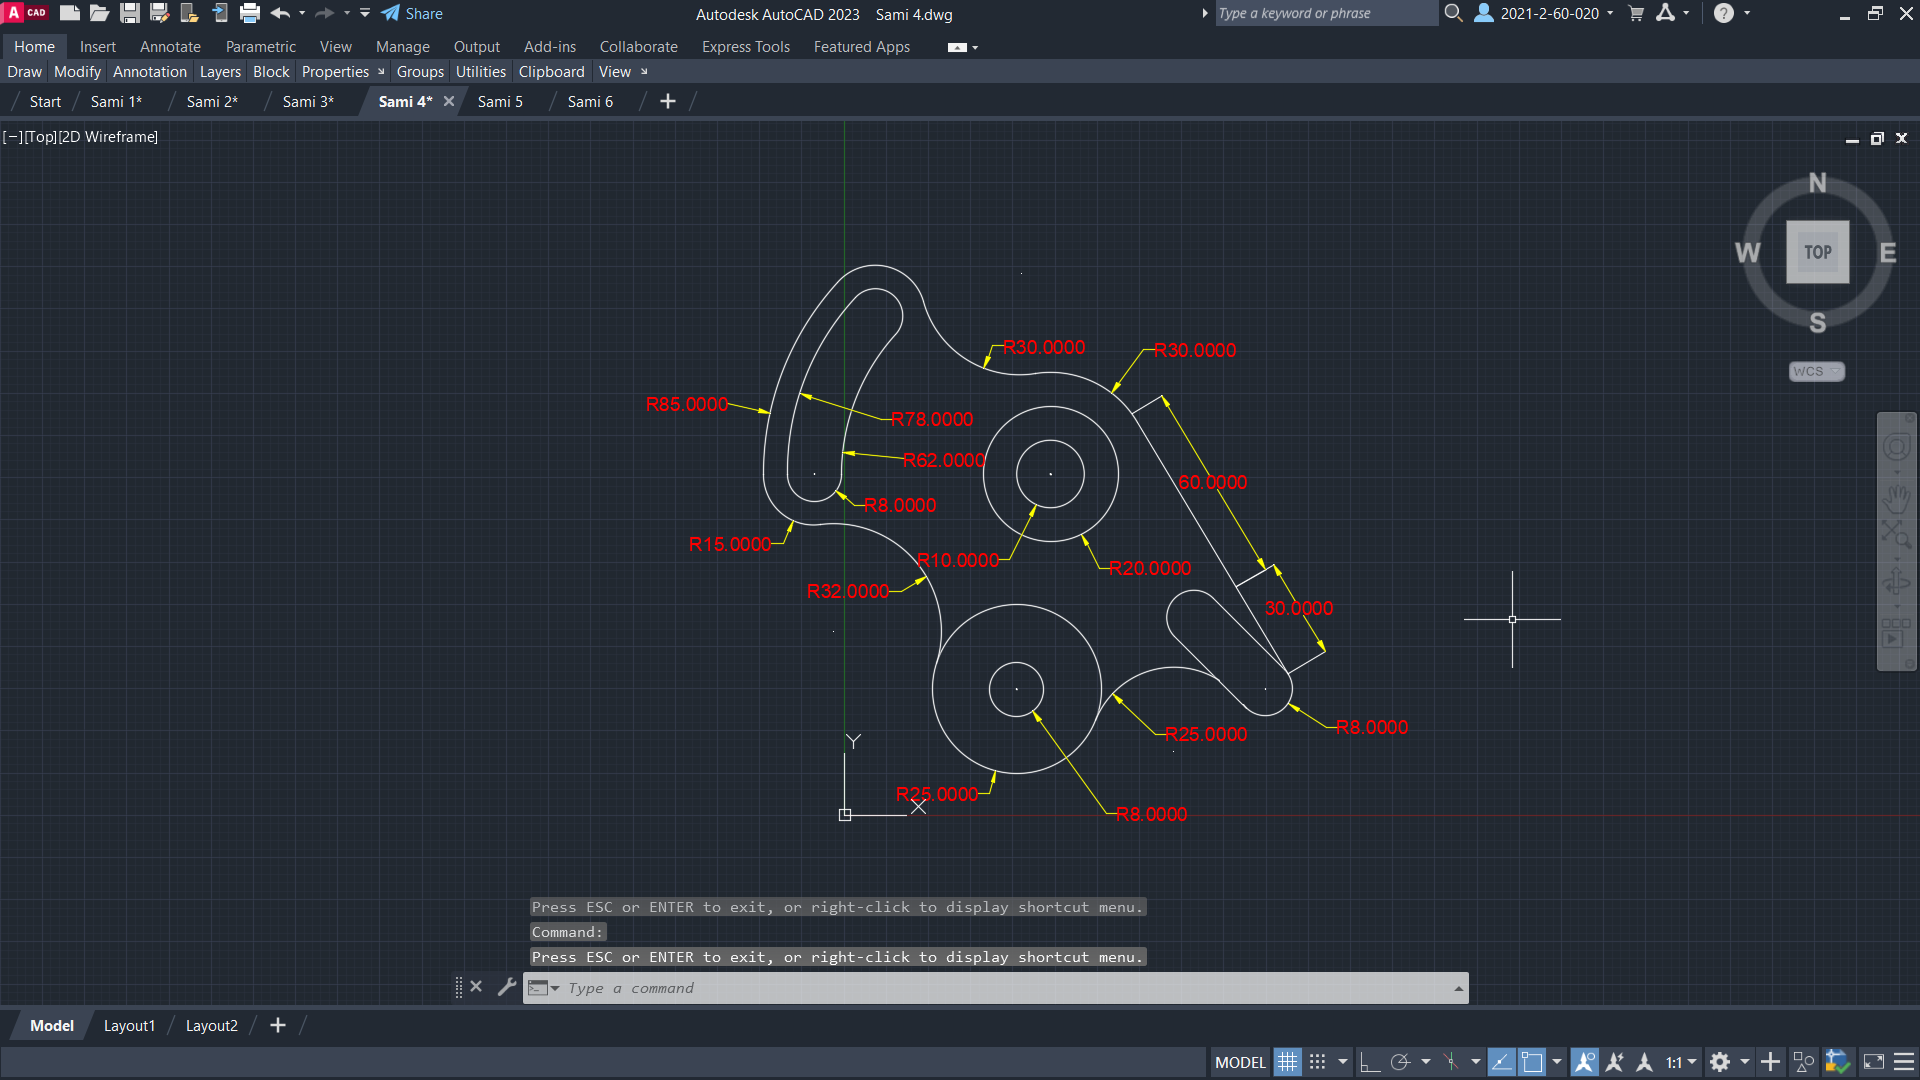 A CAD
Share
Autodesk AutoCAD 2023 Sami 4.dwg
Type a keyword or phrase
2021-2-60-020
Home Insert Annotate Parametric View Manage Output Add-ins Collaborate Express Tools Featured Apps
Draw Modify Annotation Layers Block Properties Groups Utilities Clipboard View
Start Sami 1* Sami 2* Sami 3* Sami 4* Sami 5 Sami 6
[−][Top][2D Wireframe]
N
W TOP E
S
WCS
R30.0000
R30.0000
R85.0000
R78.0000
R62.0000
60.0000
R8.0000
R15.0000
R10.0000
R20.0000
R32.0000
30.0000
R25.0000
R8.0000
Y
R25.0000
X
R8.0000
Press ESC or ENTER to exit, or right-click to display shortcut menu.
Command:
Press ESC or ENTER to exit, or right-click to display shortcut menu.
Type a command
Model Layout1 Layout2
MODEL 1:1